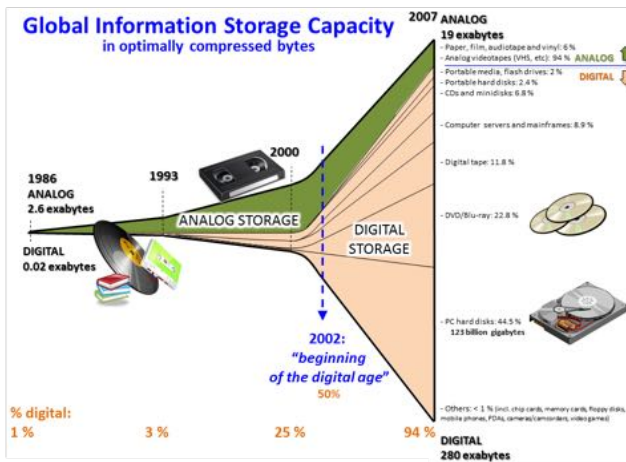 Global Information Storage Capacity
in optimally compressed bytes
2007 ANALOG
19 exabytes
- Paper, film, audiotape and vinyl: 6 %
- Analog videotapes (VHS, etc): 94 %
ANALOG
- Portable media, flash drives: 2 %
DIGITAL
- Portable hard disks: 2.4 %
- CDs and minidisks: 6.8 %
- Computer servers and mainframes: 8.9 %
- Digital tape: 11.8 %
- DVD/Blu-ray: 22.8 %
- PC hard disks: 44.5 %
123 billion gigabytes
- Others: < 1 % (incl. chip cards, memory cards, floppy disks,
mobile phones, PDAs, cameras/camcorders, video games)
DIGITAL
280 exabytes
1986
ANALOG
2.6 exabytes
DIGITAL
0.02 exabytes
1993
2000
ANALOG STORAGE
DIGITAL
STORAGE
2002:
"beginning
of the digital age"
50%
% digital:
1 %
3 %
25 %
94 %